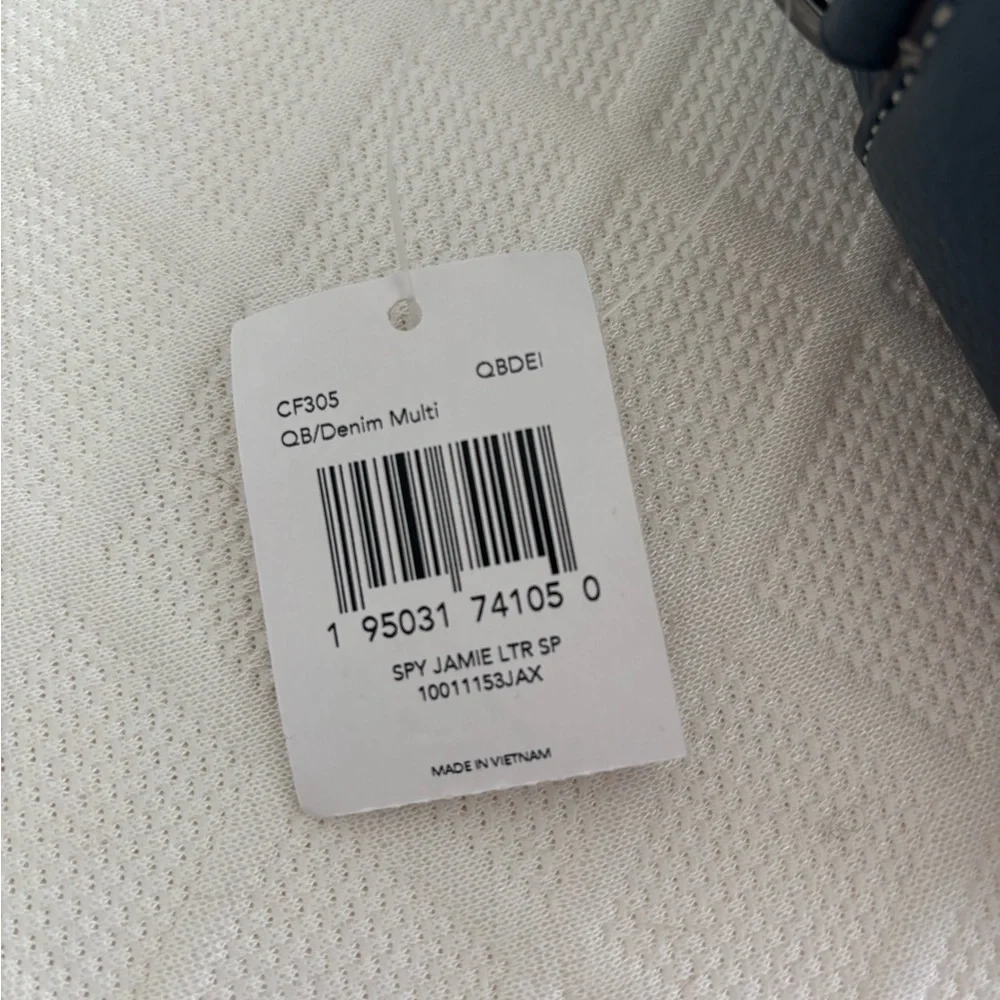 QBDEI
CF305
QB/Denim Multi
1 95031 74105 0
SPY JAMIE LTR SP
10011153JAX
MADE IN VIETNAM